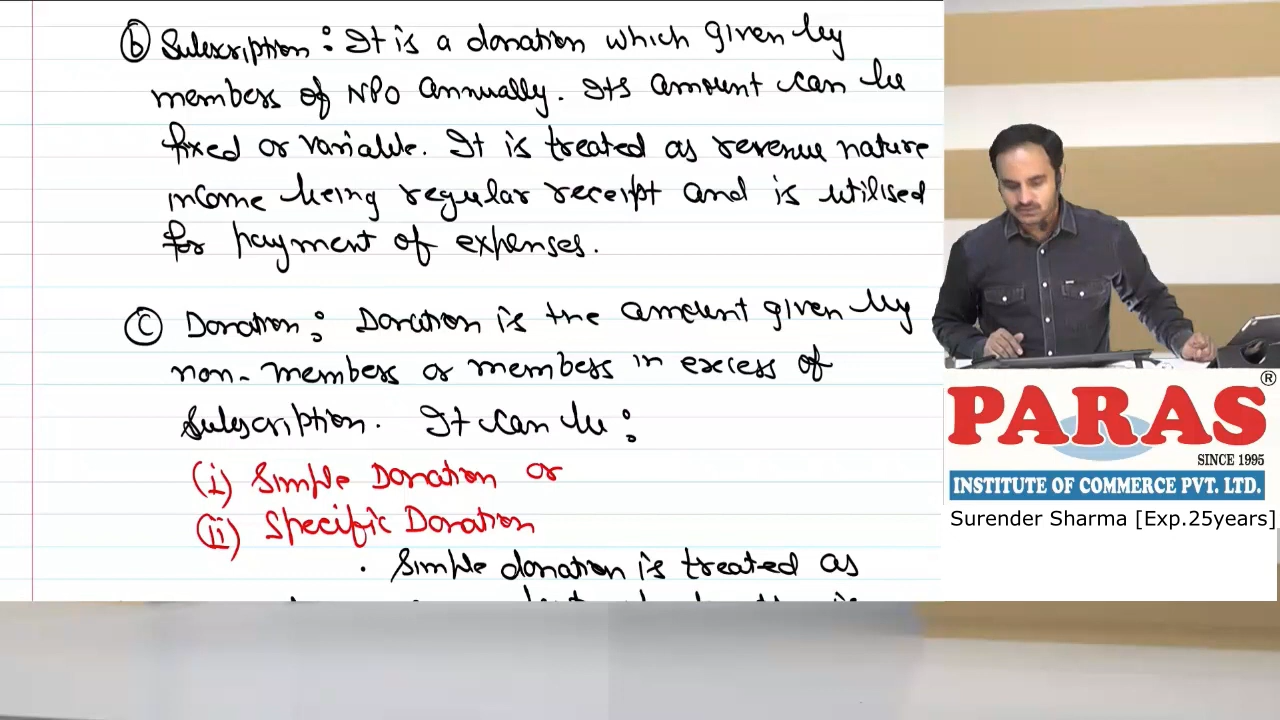 (b) Subscription: It is a donation which given by
members of NPO annually. Its amount can be
fixed or variable. It is treated as revenue nature
income being regular receipt and is utilised
for payment of expenses.
(c) Donation: Donation is the amount given by
non-members or members in excess of
Subscription. It can be:
(i) Simple Donation or
(ii) Specific Donation
. Simple donation is treated as
PARAS®
SINCE 1995
INSTITUTE OF COMMERCE PVT. LTD.
Surender Sharma [Exp.25years]